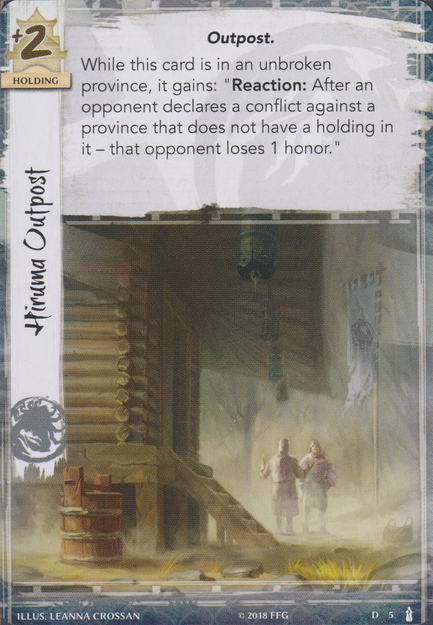 +2
HOLDING
Outpost.
While this card is in an unbroken
province, it gains: "Reaction: After an
opponent declares a conflict against a
province that does not have a holding in
it – that opponent loses 1 honor."
Hiruma Outpost
ILLUS. LEANNA CROSSAN
© 2018 FFG
D 5